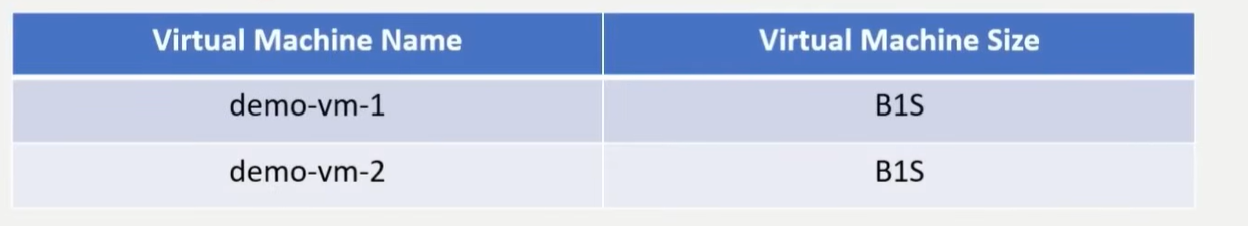 Virtual Machine Name Virtual Machine Size
demo-vm-1 B1S
demo-vm-2 B1S